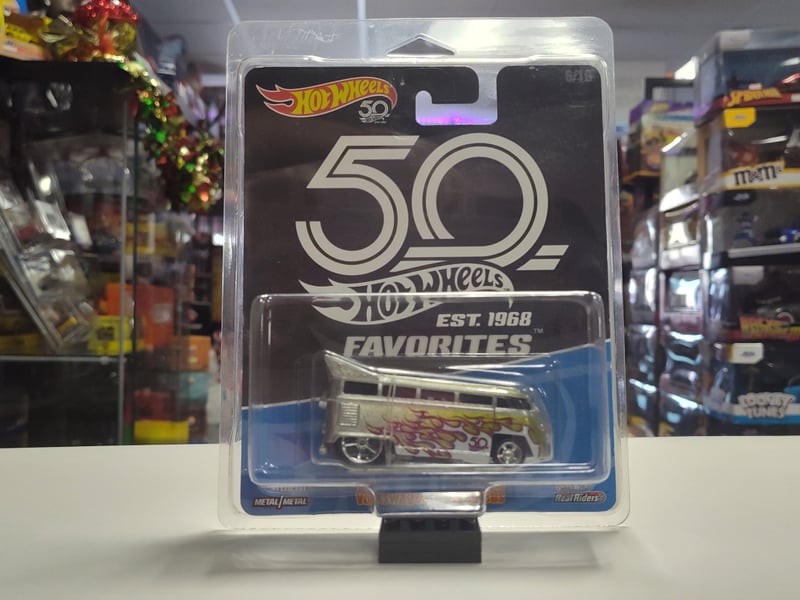 HOT WHEELS
50
6/10
50
HOT WHEELS
EST. 1968
FAVORITES™
50
METAL/METAL
Real Riders
SPIDER-MAN
m&m's
LOONEY TUNES